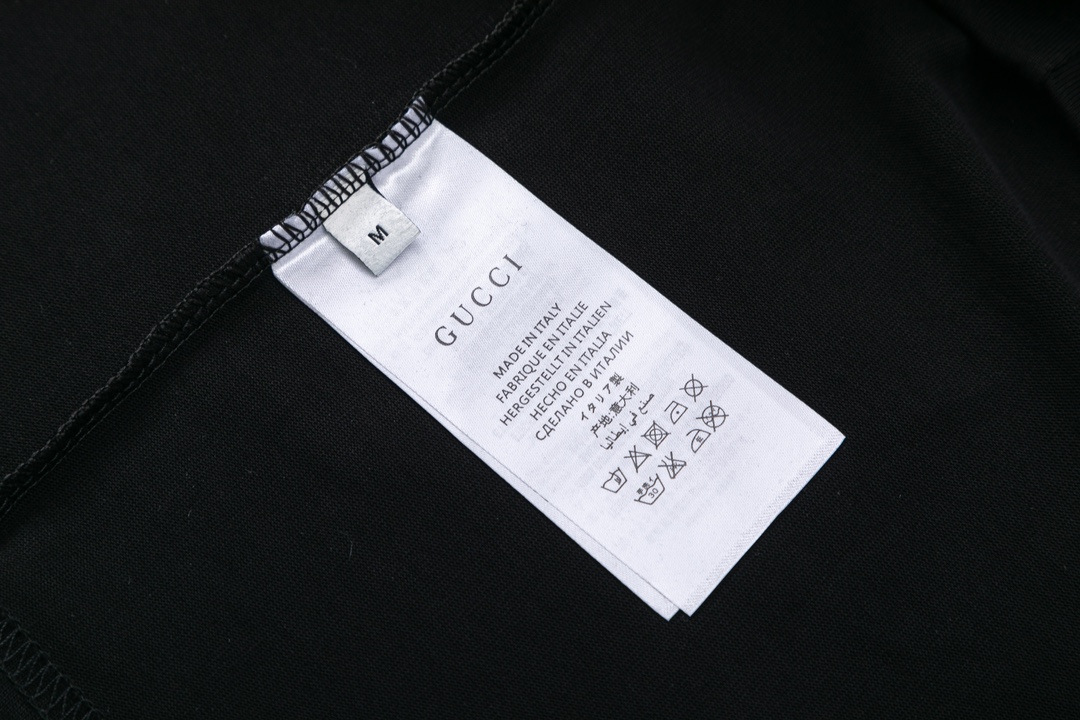 M
GUCCI
MADE IN ITALY
FABRIQUE EN ITALIE
HERGESTELLT IN ITALIEN
HECHO EN ITALIA
СДЕЛАНО В ИТАЛИИ
イタリア製
产地:意大利
صنع في إيطاليا
30